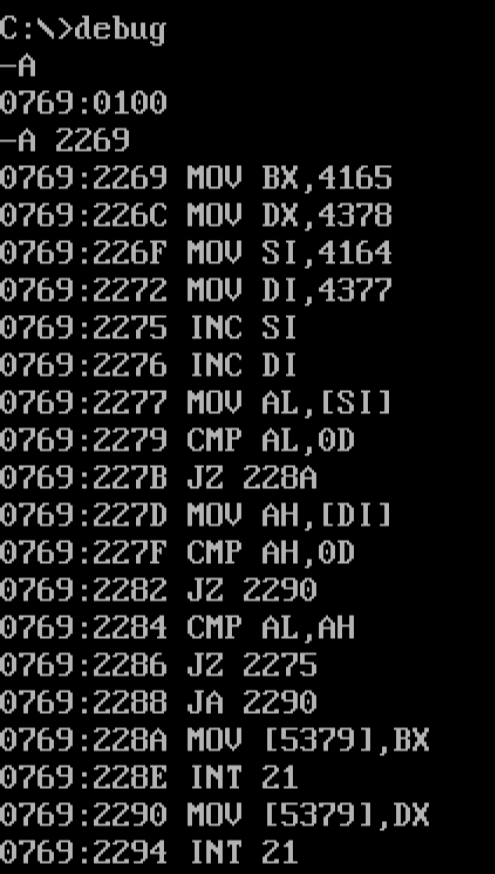 C:\>debug
-A
0769:0100
-A 2269
0769:2269 MOV BX,4165
0769:226C MOV DX,4378
0769:226F MOV SI,4164
0769:2272 MOV DI,4377
0769:2275 INC SI
0769:2276 INC DI
0769:2277 MOV AL,[SI]
0769:2279 CMP AL,0D
0769:227B JZ 228A
0769:227D MOV AH,[DI]
0769:227F CMP AH,0D
0769:2282 JZ 2290
0769:2284 CMP AL,AH
0769:2286 JZ 2275
0769:2288 JA 2290
0769:228A MOV [5379],BX
0769:228E INT 21
0769:2290 MOV [5379],DX
0769:2294 INT 21